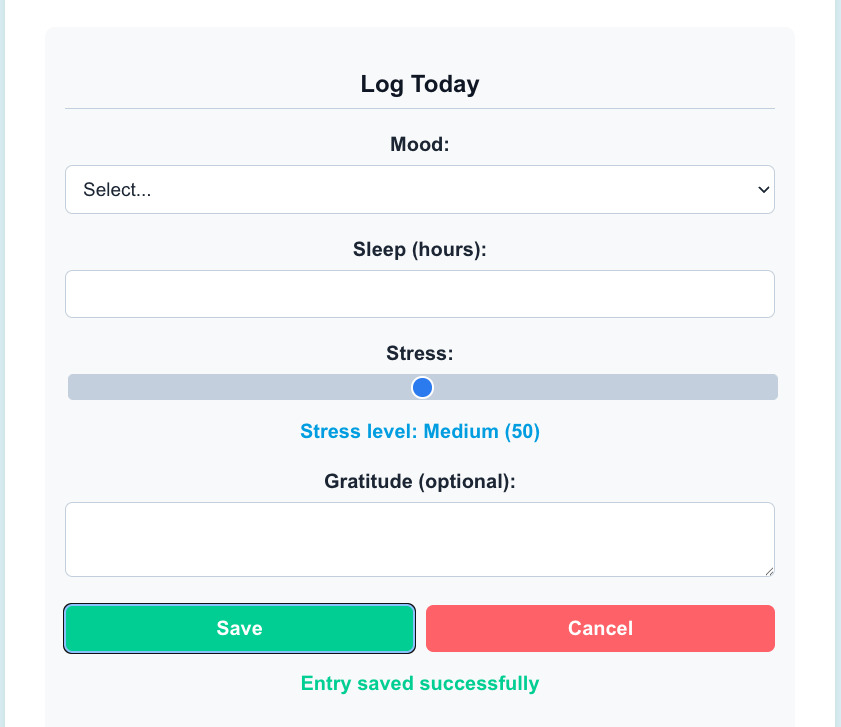 Log Today
Mood:
Select...
Sleep (hours):
Stress:
Stress level: Medium (50)
Gratitude (optional):
Save
Cancel
Entry saved successfully